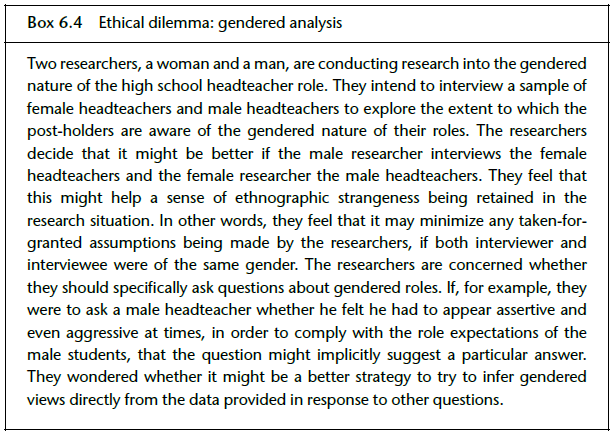 Box 6.4 Ethical dilemma: gendered analysis
Two researchers, a woman and a man, are conducting research into the gendered
nature of the high school headteacher role. They intend to interview a sample of
female headteachers and male headteachers to explore the extent to which the
post-holders are aware of the gendered nature of their roles. The researchers
decide that it might be better if the male researcher interviews the female
headteachers and the female researcher the male headteachers. They feel that
this might help a sense of ethnographic strangeness being retained in the
research situation. In other words, they feel that it may minimize any taken-for-
granted assumptions being made by the researchers, if both interviewer and
interviewee were of the same gender. The researchers are concerned whether
they should specifically ask questions about gendered roles. If, for example, they
were to ask a male headteacher whether he felt he had to appear assertive and
even aggressive at times, in order to comply with the role expectations of the
male students, that the question might implicitly suggest a particular answer.
They wondered whether it might be a better strategy to try to infer gendered
views directly from the data provided in response to other questions.